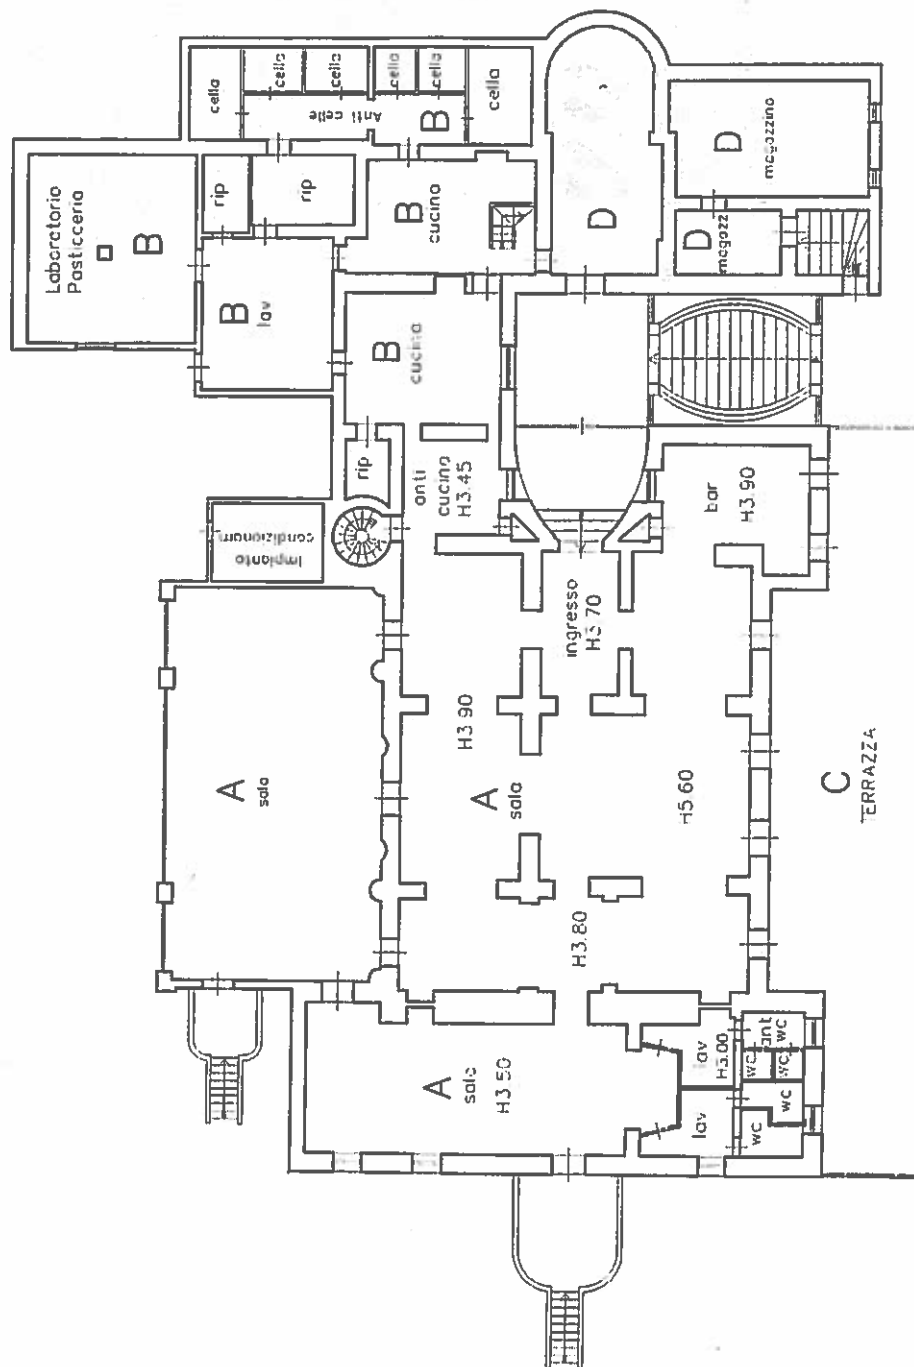 cella
cella
cella
cella
cella
cella
Anti celle
B
Laboratorio
Pasticceria
B
rip
rip
B
cucina
D
D
magazzino
D
magazz
B
lav
B
cucina
rip
anti
cucina
H3.45
bar
H3.90
Impianto
condizionam
ingresso
H3.70
H3.90
A
sala
A
sala
H5.60
C
TERRAZZA
H3.80
A
sala
H3.50
lav
H3.00
lav
ant
wc
wc
wc
wc
wc